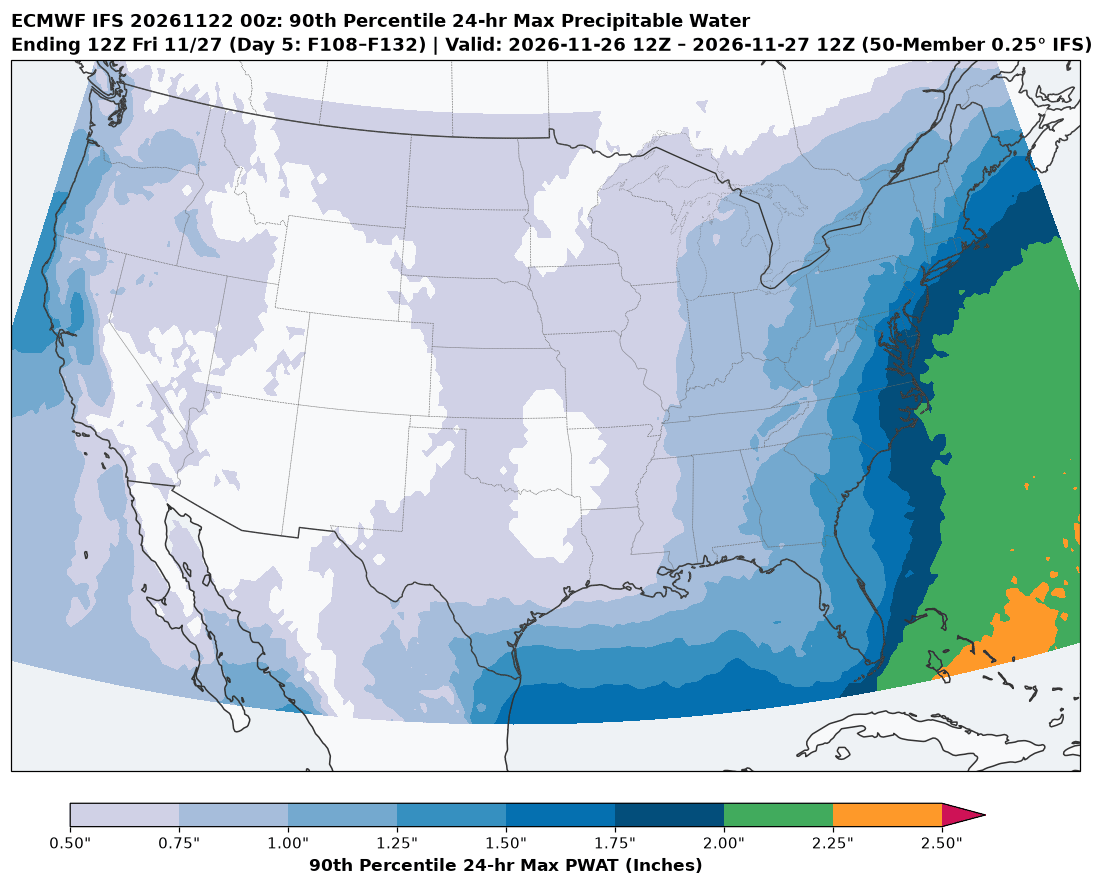 ECMWF IFS 20261122 00z: 90th Percentile 24-hr Max Precipitable Water
Ending 12Z Fri 11/27 (Day 5: F108–F132) | Valid: 2026-11-26 12Z – 2026-11-27 12Z (50-Member 0.25° IFS)
0.50" 0.75" 1.00" 1.25" 1.50" 1.75" 2.00" 2.25" 2.50"
90th Percentile 24-hr Max PWAT (Inches)